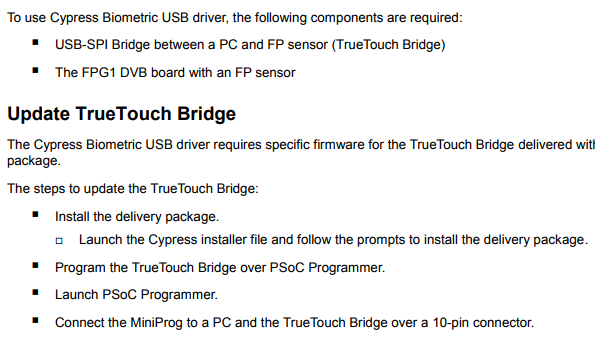 To use Cypress Biometric USB driver, the following components are required:
■ USB-SPI Bridge between a PC and FP sensor (TrueTouch Bridge)
■ The FPG1 DVB board with an FP sensor
Update TrueTouch Bridge
The Cypress Biometric USB driver requires specific firmware for the TrueTouch Bridge delivered with
package.
The steps to update the TrueTouch Bridge:
■ Install the delivery package.
□ Launch the Cypress installer file and follow the prompts to install the delivery package.
■ Program the TrueTouch Bridge over PSoC Programmer.
■ Launch PSoC Programmer.
■ Connect the MiniProg to a PC and the TrueTouch Bridge over a 10-pin connector.